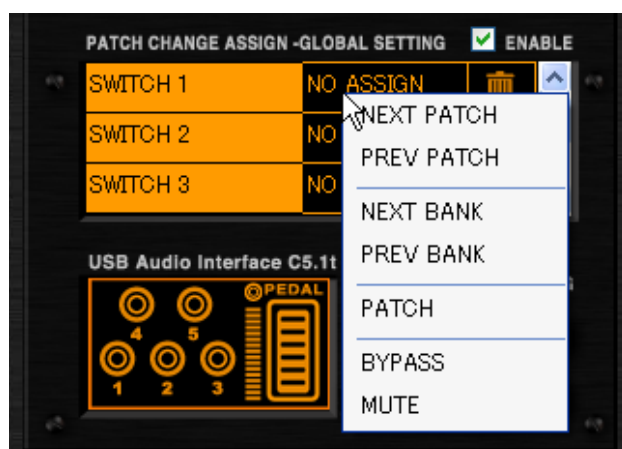 PATCH CHANGE ASSIGN -GLOBAL SETTING ENABLE
SWITCH 1 NO ASSIGN
SWITCH 2 NO
SWITCH 3 NO
NEXT PATCH
PREV PATCH
NEXT BANK
PREV BANK
PATCH
BYPASS
MUTE
USB Audio Interface C5.1t
PEDAL
4 5
1 2 3